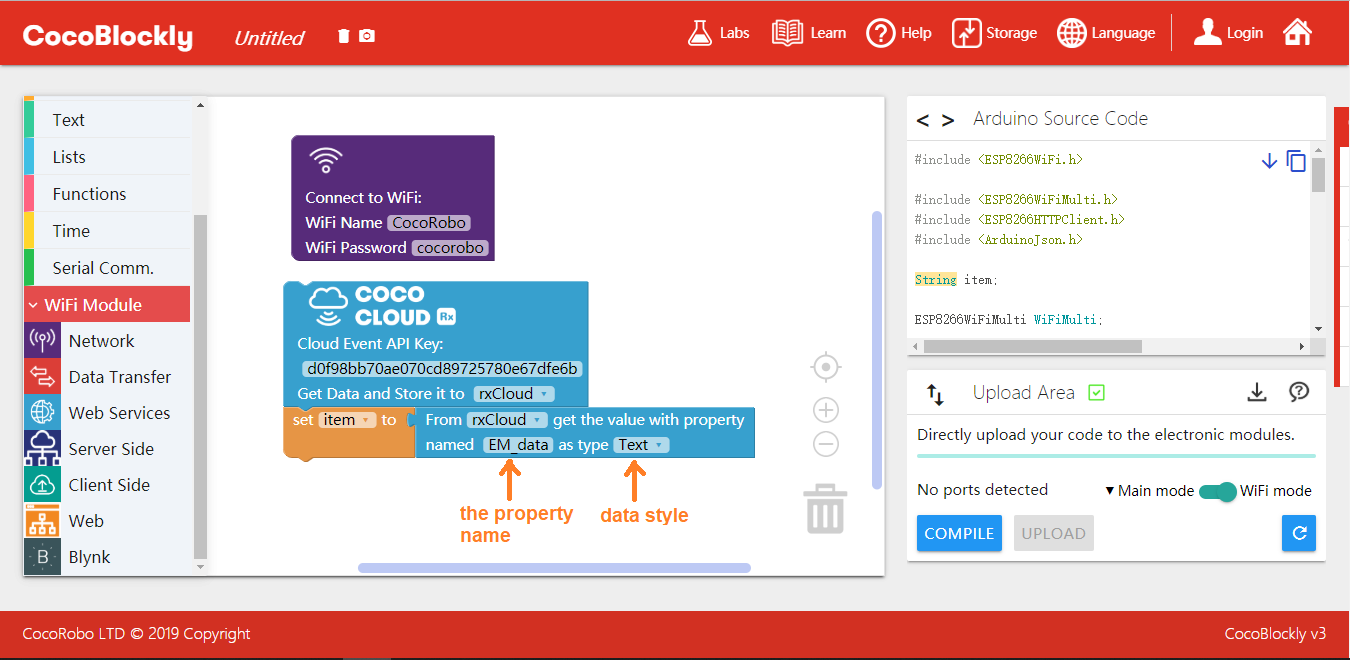 CocoBlockly Untitled Labs Learn Help Storage Language Login
Text
Lists
Functions
Time
Serial Comm.
WiFi Module
Network
Data Transfer
Web Services
Server Side
Client Side
Web
B Blynk
Connect to WiFi:
WiFi Name CocoRobo
WiFi Password cocorobo
COCO
CLOUD Rx
Cloud Event API Key:
d0f98bb70ae070cd89725780e67dfe6b
Get Data and Store it to rxCloud
set item to From rxCloud get the value with property
named EM_data as type Text
the property
name
data style
< > Arduino Source Code
#include <ESP8266WiFi.h>
#include <ESP8266WiFiMulti.h>
#include <ESP8266HTTPClient.h>
#include <ArduinoJson.h>
String item;
ESP8266WiFiMulti WiFiMulti;
Upload Area
Directly upload your code to the electronic modules.
No ports detected ▾ Main mode WiFi mode
COMPILE UPLOAD
CocoRobo LTD © 2019 Copyright CocoBlockly v3